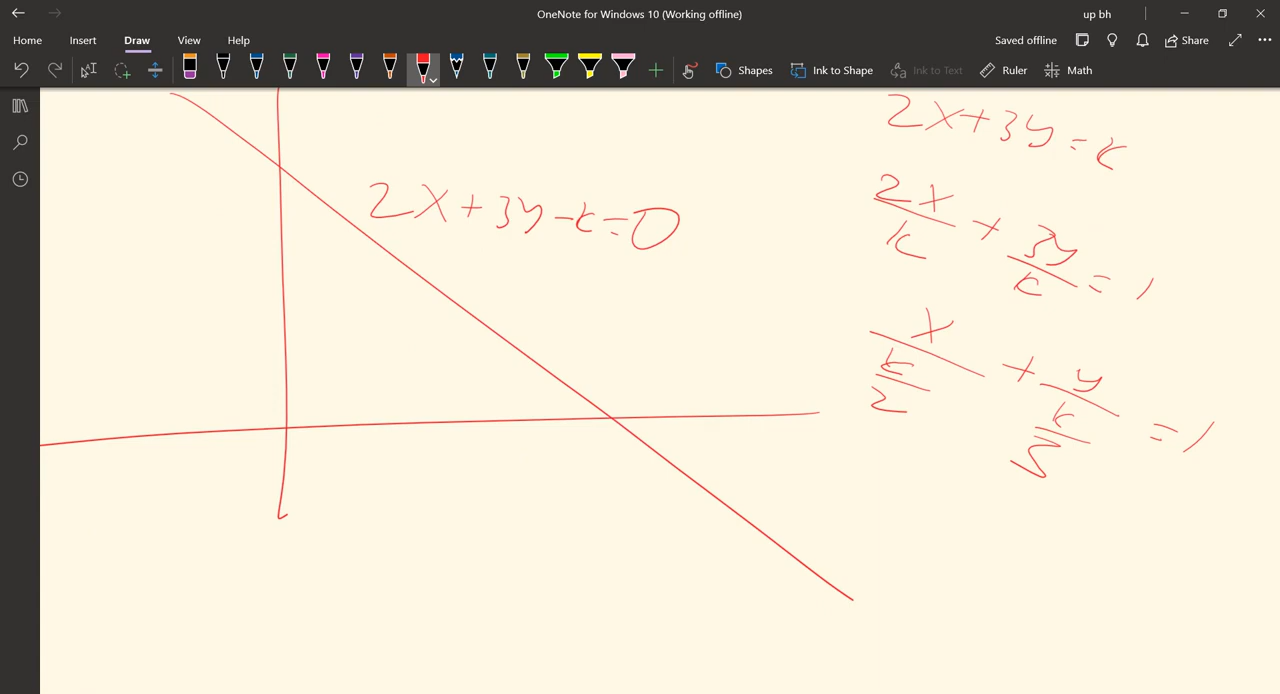 OneNote for Windows 10 (Working offline)
up bh
Home Insert Draw View Help
Saved offline
Share
Shapes
Ink to Shape
Ink to Text
Ruler
Math
2x+3y-k=0
2x+3y=k
2x/k + 3y/k = 1
x/(k/2) + y/(k/3) = 1